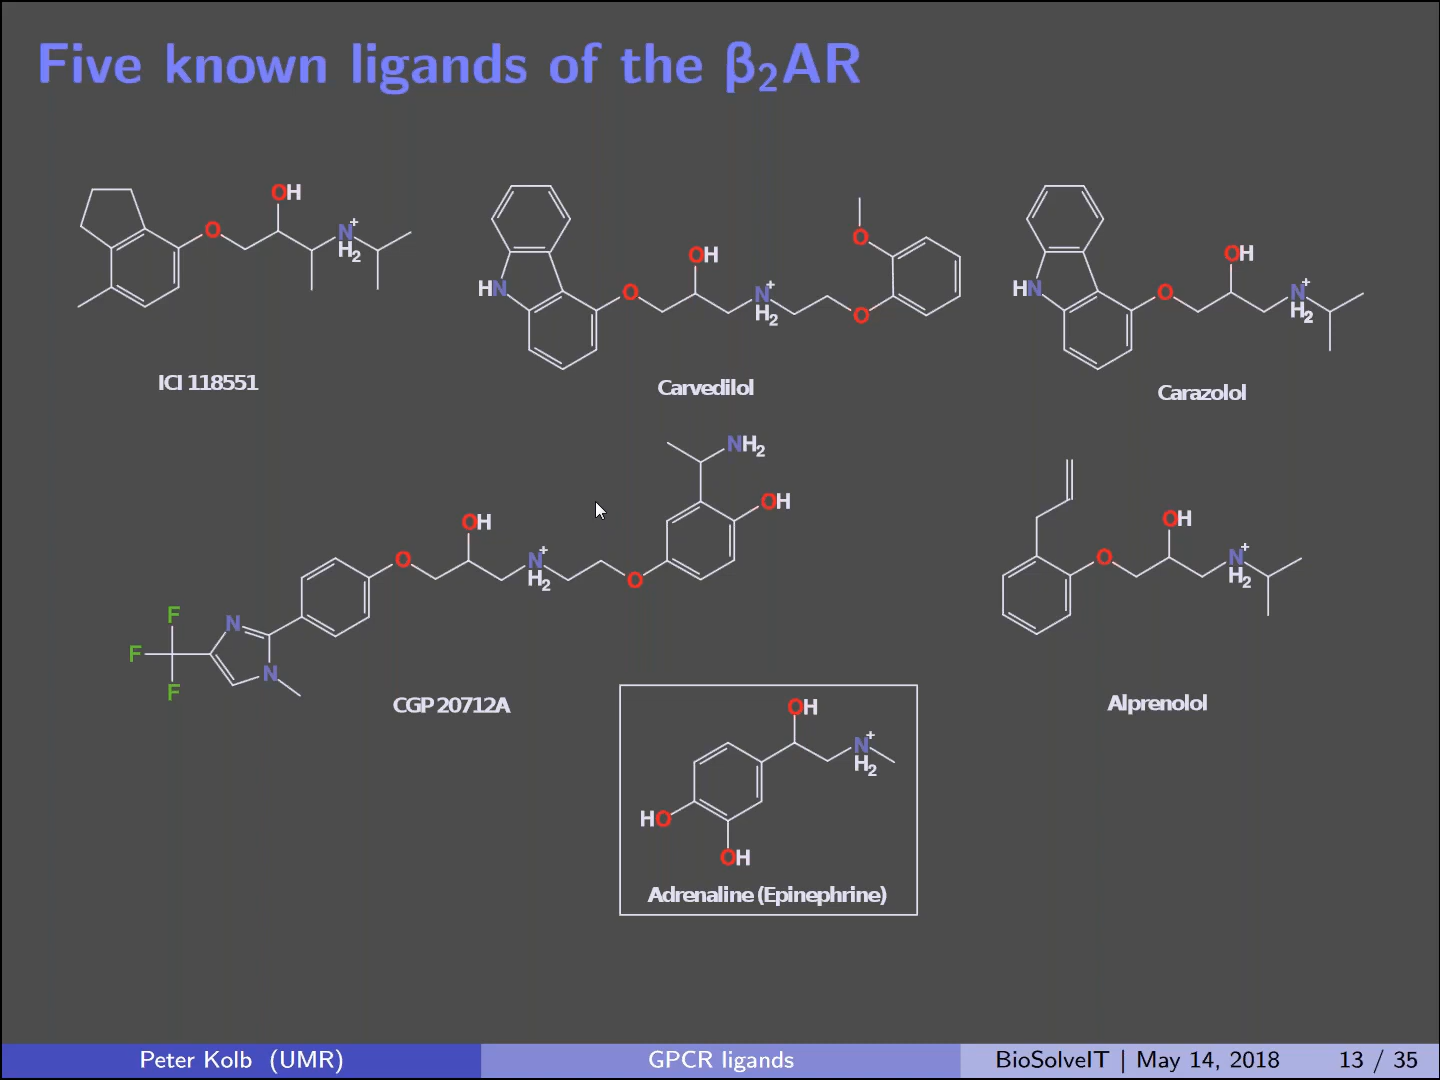 Five known ligands of the β₂AR
OH
O
N+
H₂
ICI 118551
O
OH
HN
O
N+
H₂
O
Carvedilol
OH
HN
O
N+
H₂
Carazolol
NH₂
OH
OH
O
N+
H₂
O
F
F
F
N
N
CGP 20712A
OH
O
N+
H₂
Alprenolol
OH
N+
H₂
HO
OH
Adrenaline (Epinephrine)
Peter Kolb (UMR) GPCR ligands BioSolveIT | May 14, 2018 13 / 35